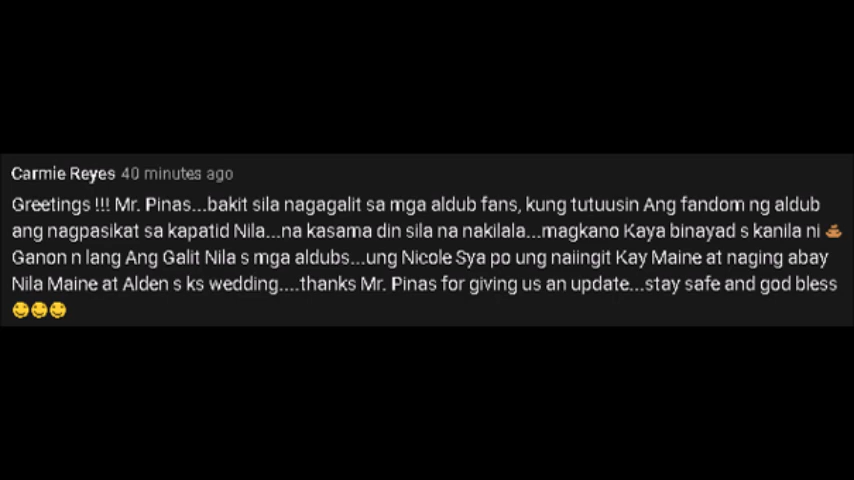 Carmie Reyes 40 minutes ago
Greetings !!! Mr. Pinas...bakit sila nagagalit sa mga aldub fans, kung tutuusin Ang fandom ng aldub
ang nagpasikat sa kapatid Nila...na kasama din sila na nakilala...magkano Kaya binayad s kanila ni 💩
Ganon n lang Ang Galit Nila s mga aldubs...ung Nicole Sya po ung naiingit Kay Maine at naging abay
Nila Maine at Alden s ks wedding....thanks Mr. Pinas for giving us an update...stay safe and god bless
😊😊😊